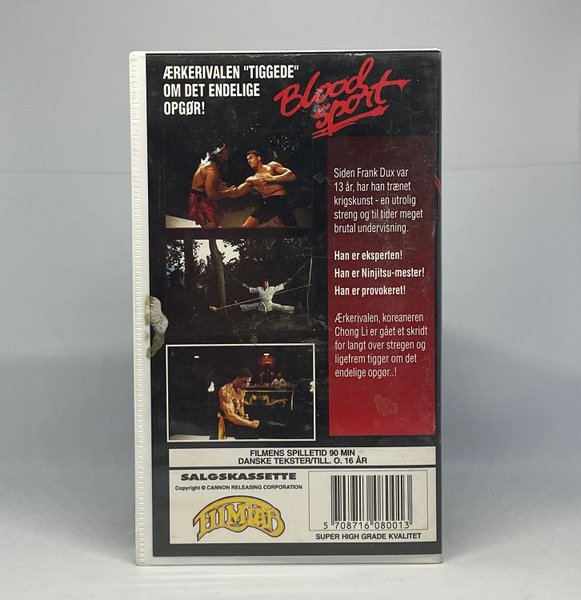 ÆRKERIVALEN "TIGGEDE"
OM DET ENDELIGE
OPGØR!
Blood
sport
Siden Frank Dux var
13 år, har han trænet
krigskunst - en utrolig
streng og til tider meget
brutal undervisning.
Han er eksperten!
Han er Ninjitsu-mester!
Han er provokeret!
Ærkerivalen, koreaneren
Chong Li er gået et skridt
for langt over stregen og
ligefrem tigger om det
endelige opgør..!
FILMENS SPILLETID 90 MIN
DANSKE TEKSTER/TILL. O. 16 ÅR
SALGSKASSETTE
Copyright © CANNON RELEASING CORPORATION
FILMLAB
5 708716 080013
SUPER HIGH GRADE KVALITET